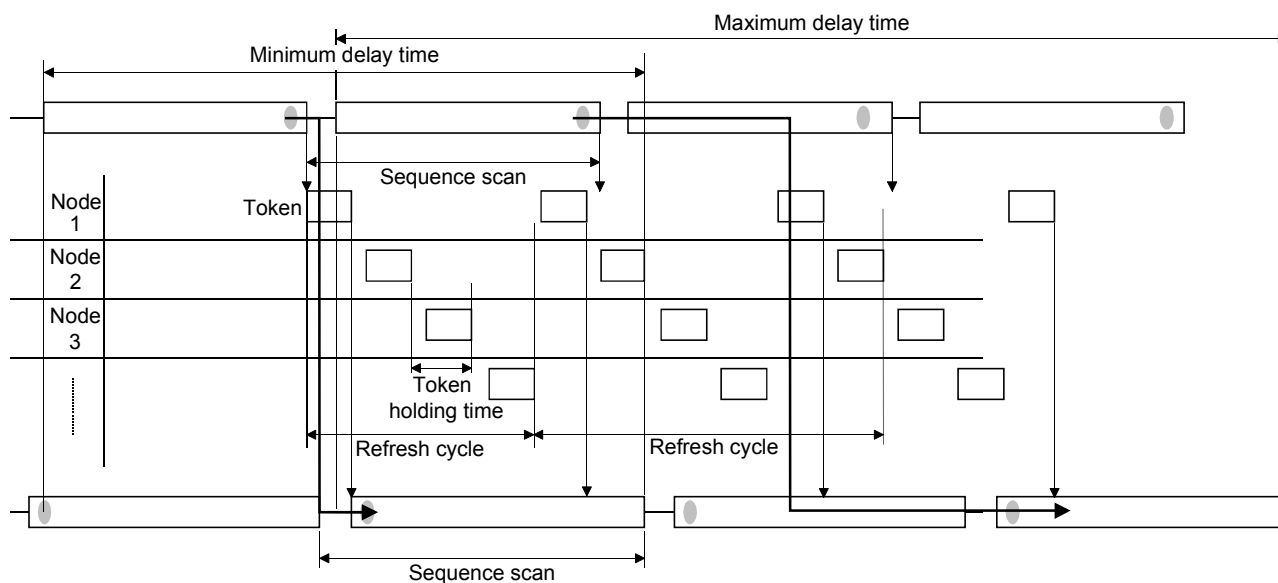 Maximum delay time
Minimum delay time
Sequence scan
Node
1
Token
Node
2
Node
3
Token
holding time
Refresh cycle
Refresh cycle
Sequence scan